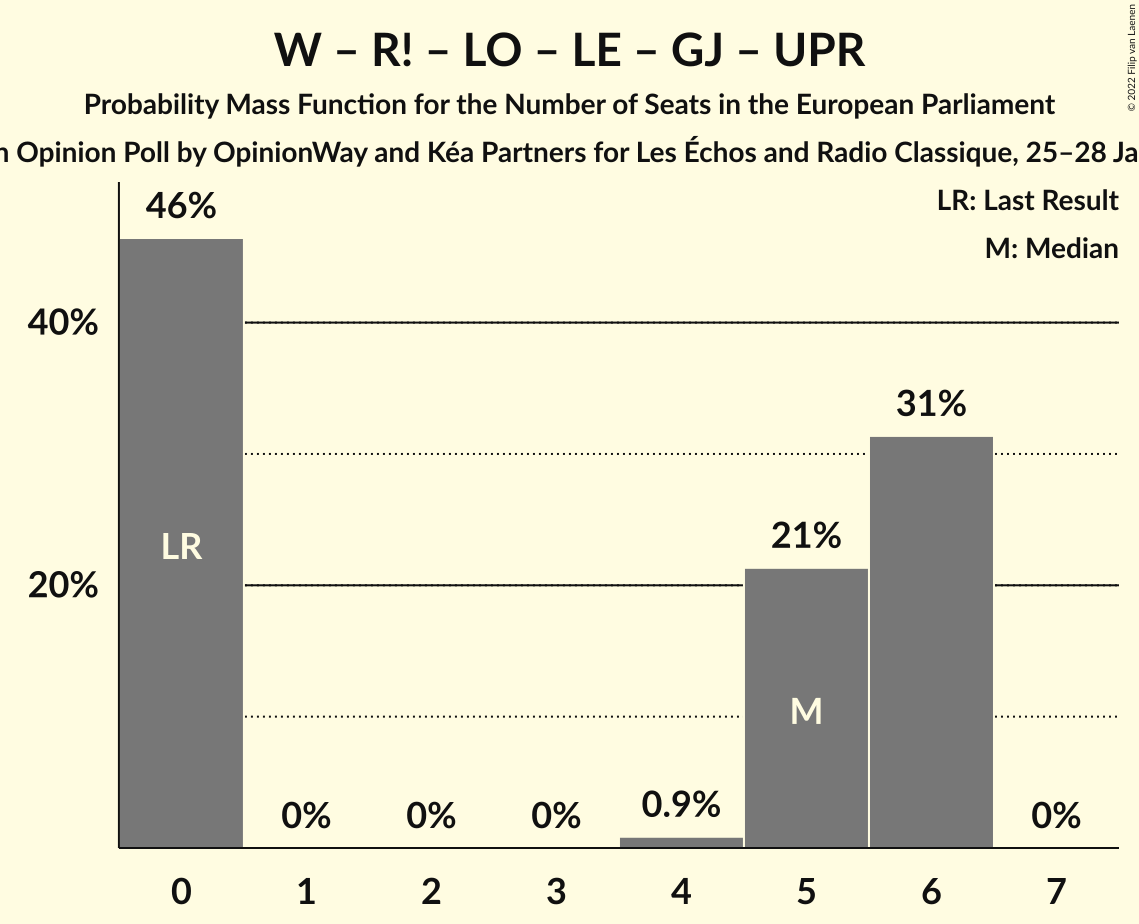 W – R! – LO – LE – GJ – UPR
Probability Mass Function for the Number of Seats in the European Parliament
n Opinion Poll by OpinionWay and Kéa Partners for Les Échos and Radio Classique, 25–28 Ja
© 2022 Filip van Laenen
LR: Last Result
M: Median
46%
40%
31%
21%
20%
LR
M
0%
0%
0%
0.9%
0%
0
1
2
3
4
5
6
7